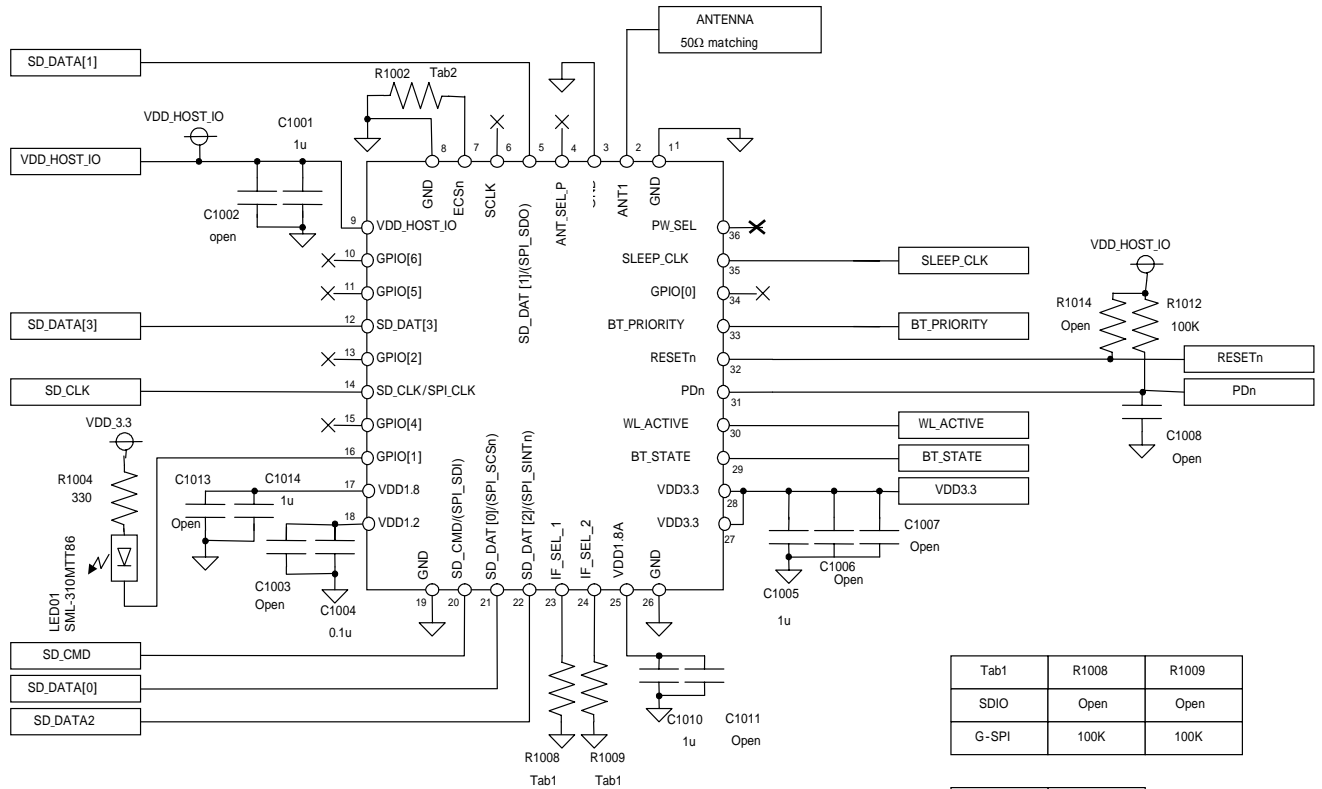 ANTENNA
50Ω matching
SD_DATA[1]
R1002
Tab2
VDD_HOST_IO
C1001
1u
VDD_HOST_IO
C1002
open
8
7
6
5
4
3
2
1
1
GND
ECSn
SCLK
SD_DAT [1]/(SPI_SDO)
ANT_SEL_P
ANT1
GND
9
VDD_HOST_IO
10
GPIO[6]
11
GPIO[5]
SD_DATA[3]
12
SD_DAT[3]
13
GPIO[2]
SD_CLK
14
SD_CLK/SPI_CLK
15
GPIO[4]
VDD_3.3
16
GPIO[1]
R1004
330
C1013
Open
C1014
1u
17
VDD1.8
18
VDD1.2
C1003
Open
C1004
0.1u
LED01
SML-310MTT86
PW_SEL
36
SLEEP_CLK
35
SLEEP_CLK
GPIO[0]
34
BT_PRIORITY
33
BT_PRIORITY
VDD_HOST_IO
R1014
Open
R1012
100K
RESETn
32
RESETn
PDn
31
PDn
C1008
Open
WL_ACTIVE
30
WL_ACTIVE
BT_STATE
29
BT_STATE
VDD3.3
28
VDD3.3
VDD3.3
27
C1007
Open
C1006
Open
C1005
1u
GND
SD_CMD/(SPI_SDI)
SD_DAT [0]/(SPI_SCSn)
SD_DAT [2]/(SPI_SINTn)
IF_SEL_1
IF_SEL_2
VDD1.8A
GND
19
20
21
22
23
24
25
26
SD_CMD
SD_DATA[0]
SD_DATA2
R1008
Tab1
R1009
Tab1
C1010
1u
C1011
Open
Tab1 R1008 R1009
SDIO Open Open
G-SPI 100K 100K